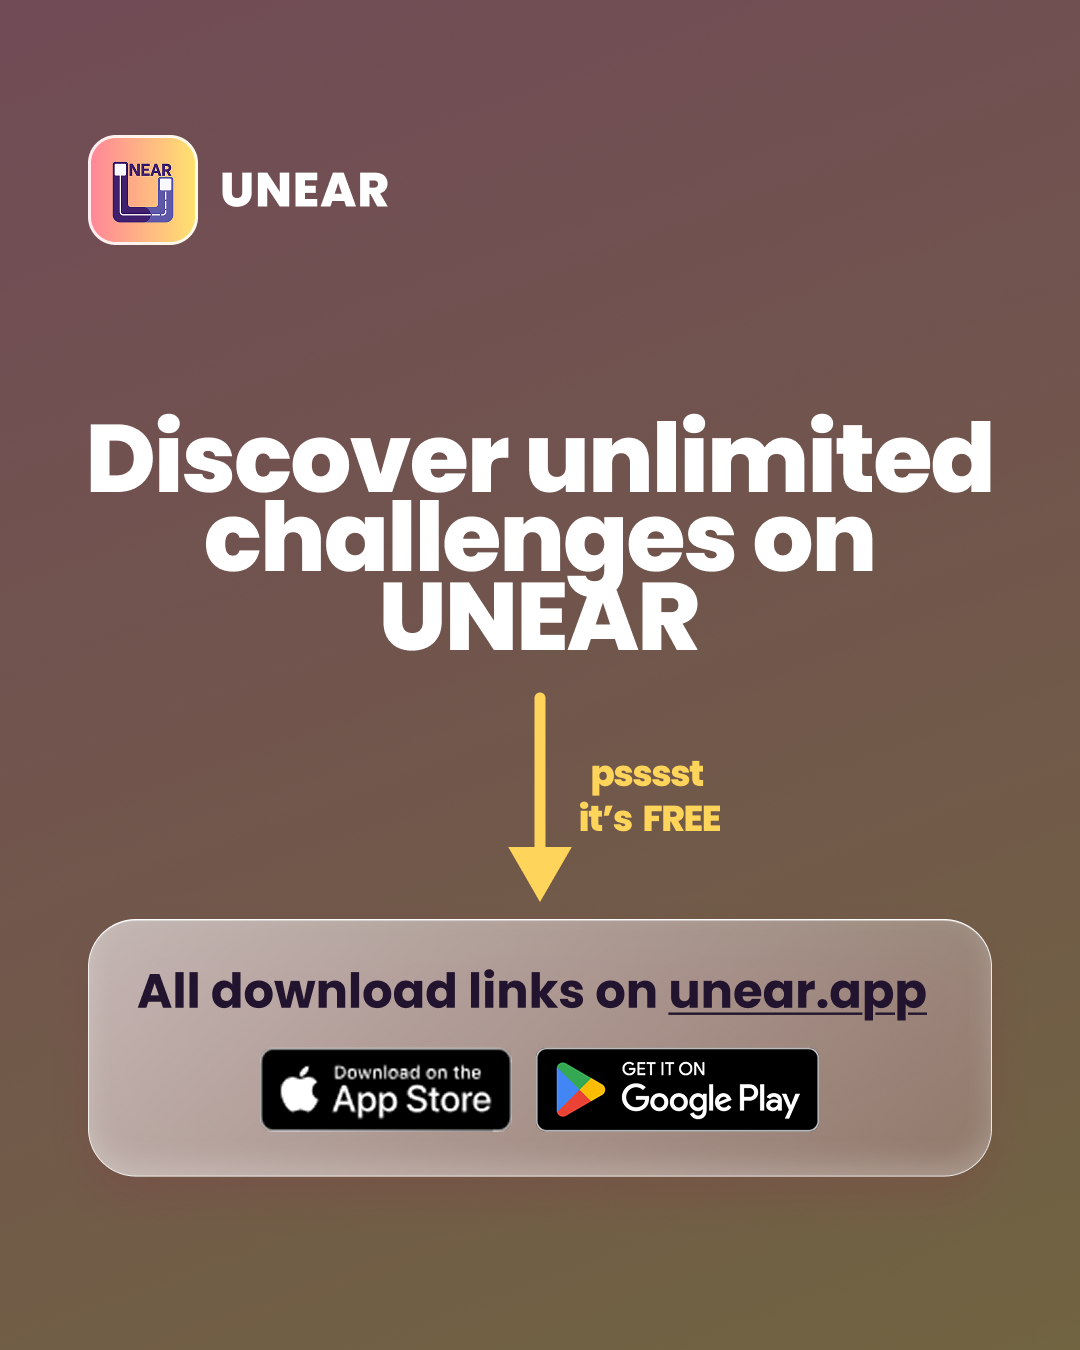 NEAR
UNEAR
Discover unlimited
challenges on
UNEAR
pssssst
it’s FREE
All download links on unear.app
Download on the
App Store
GET IT ON
Google Play